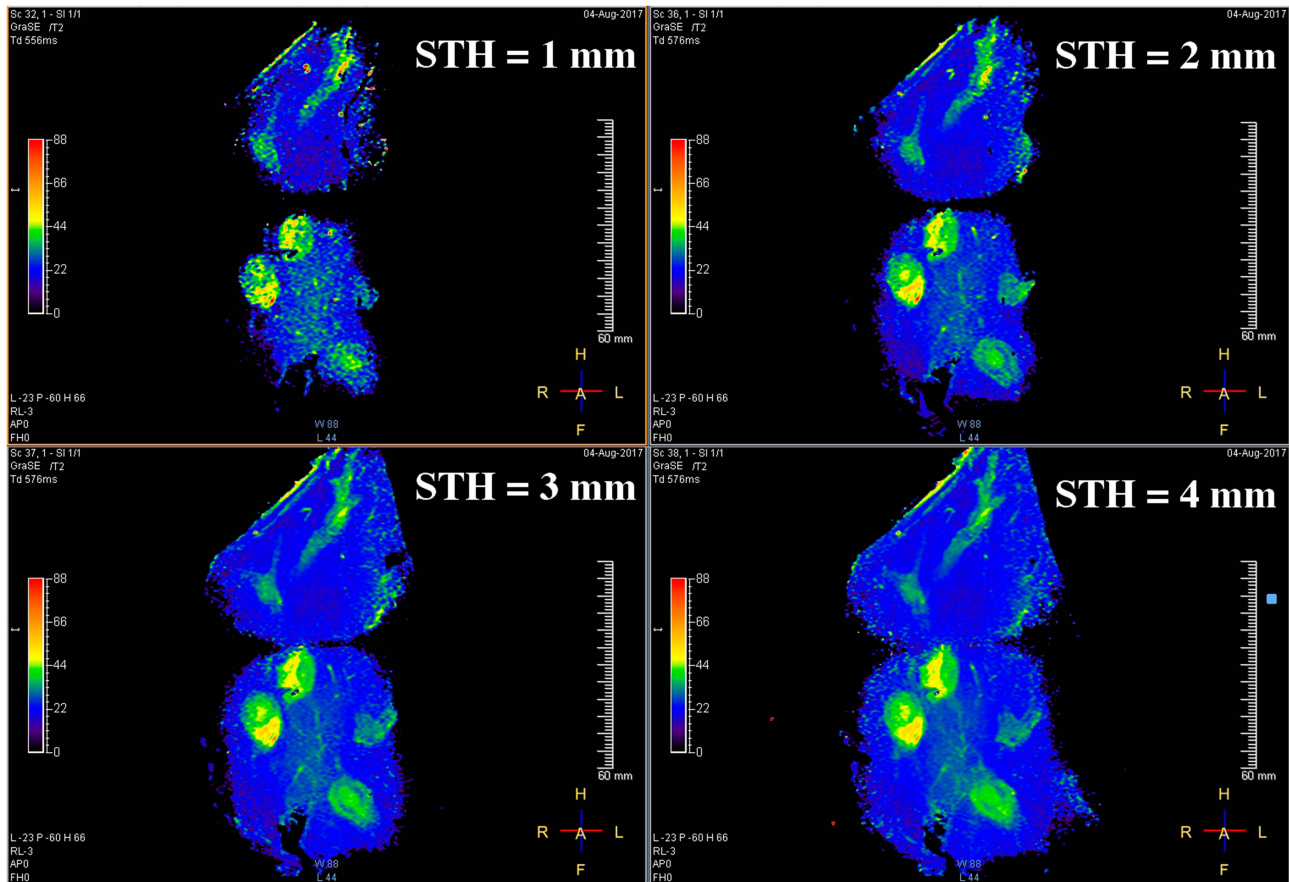 Sc 32, 1 - SI 1/1
GraSE /T2
Td 556ms
04-Aug-2017
STH = 1 mm
88
66
44
22
0
60 mm
H
R A L
F
L -23 P -60 H 66
RL-3
AP0
FH0
W 88
L 44
Sc 36, 1 - SI 1/1
GraSE /T2
Td 576ms
04-Aug-2017
STH = 2 mm
88
66
44
22
0
60 mm
H
R A L
F
L -23 P -60 H 66
RL-3
AP0
FH0
W 88
L 44
Sc 37, 1 - SI 1/1
GraSE /T2
Td 576ms
04-Aug-2017
STH = 3 mm
88
66
44
22
0
60 mm
H
R A L
F
L -23 P -60 H 66
RL-3
AP0
FH0
W 88
L 44
Sc 38, 1 - SI 1/1
GraSE /T2
Td 576ms
04-Aug-2017
STH = 4 mm
88
66
44
22
0
60 mm
H
R A L
F
L -23 P -60 H 66
RL-3
AP0
FH0
W 88
L 44